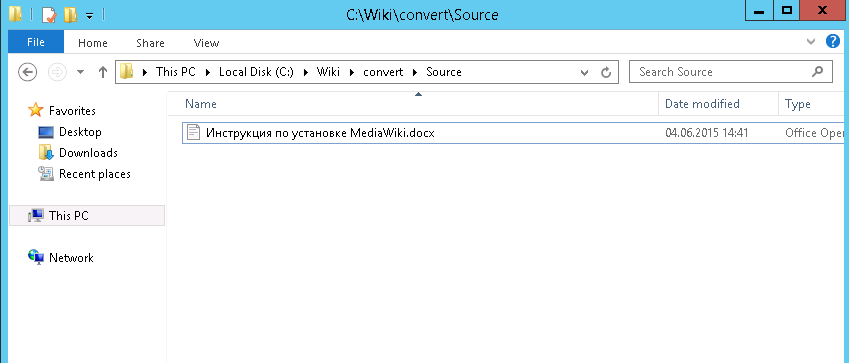 C:\Wiki\convert\Source
File Home Share View
This PC Local Disk (C:) Wiki convert Source Search Source
Name Date modified Type
Favorites
Desktop
Downloads
Recent places
This PC
Network
Инструкция по установке MediaWiki.docx 04.06.2015 14:41 Office Ope